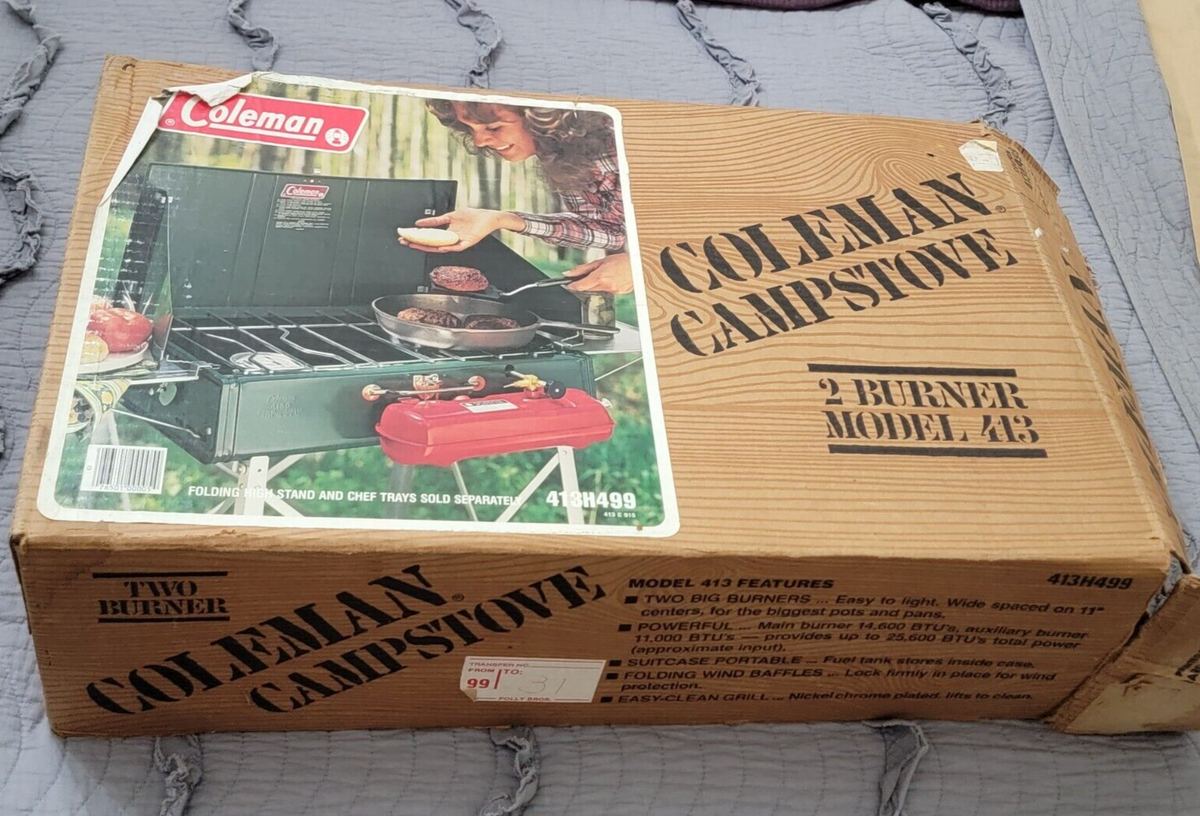 ® Coleman
Coleman
COLEMAN®
CAMPSTOVE
2 BURNER
MODEL 413
FOLDING HIGH STAND AND CHEF TRAYS SOLD SEPARATELY
413H499
413 E 915
TWO
BURNER
COLEMAN®
CAMPSTOVE
MODEL 413 FEATURES
413H499
■ TWO BIG BURNERS ... Easy to light. Wide spaced on 11"
centers, for the biggest pots and pans.
■ POWERFUL ... Main burner 14,600 BTU's, auxiliary burner
11,000 BTU's — provides up to 25,600 BTU's total power
(approximate input).
■ SUITCASE PORTABLE ... Fuel tank stores inside case.
■ FOLDING WIND BAFFLES ... Lock firmly in place for wind
protection.
■ EASY-CLEAN GRILL ... Nickel chrome plated, lifts to clean.
TRANSFER NO.
FROM TO:
99 31
POLLY BROS.